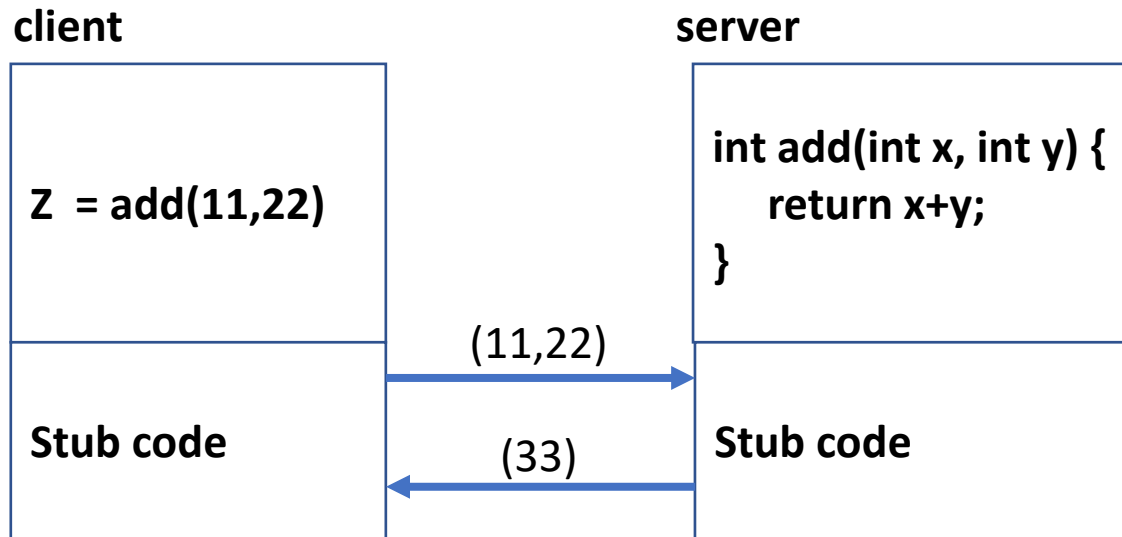 client
server
Z  = add(11,22)
int add(int x, int y) {
return x+y;
}
(11,22)
(33)
Stub code
Stub code